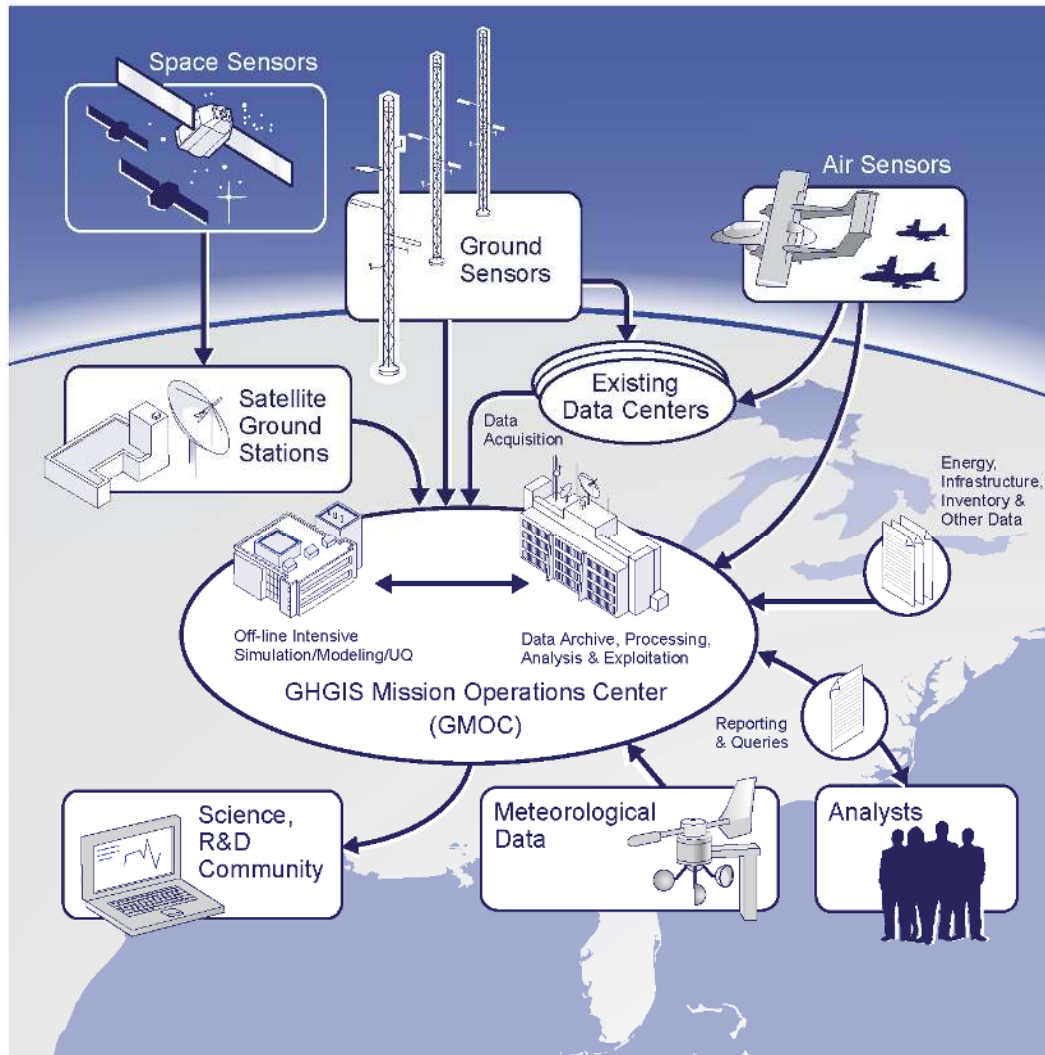 Space Sensors
Air Sensors
Ground
Sensors
Satellite
Ground
Stations
Existing
Data Centers
Data
Acquisition
Energy,
Infrastructure,
Inventory &
Other Data
Off-line Intensive
Simulation/Modeling/UQ
Data Archive, Processing,
Analysis & Exploitation
GHGIS Mission Operations Center
(GMOC)
Reporting
& Queries
Science,
R&D
Community
Meteorological
Data
Analysts